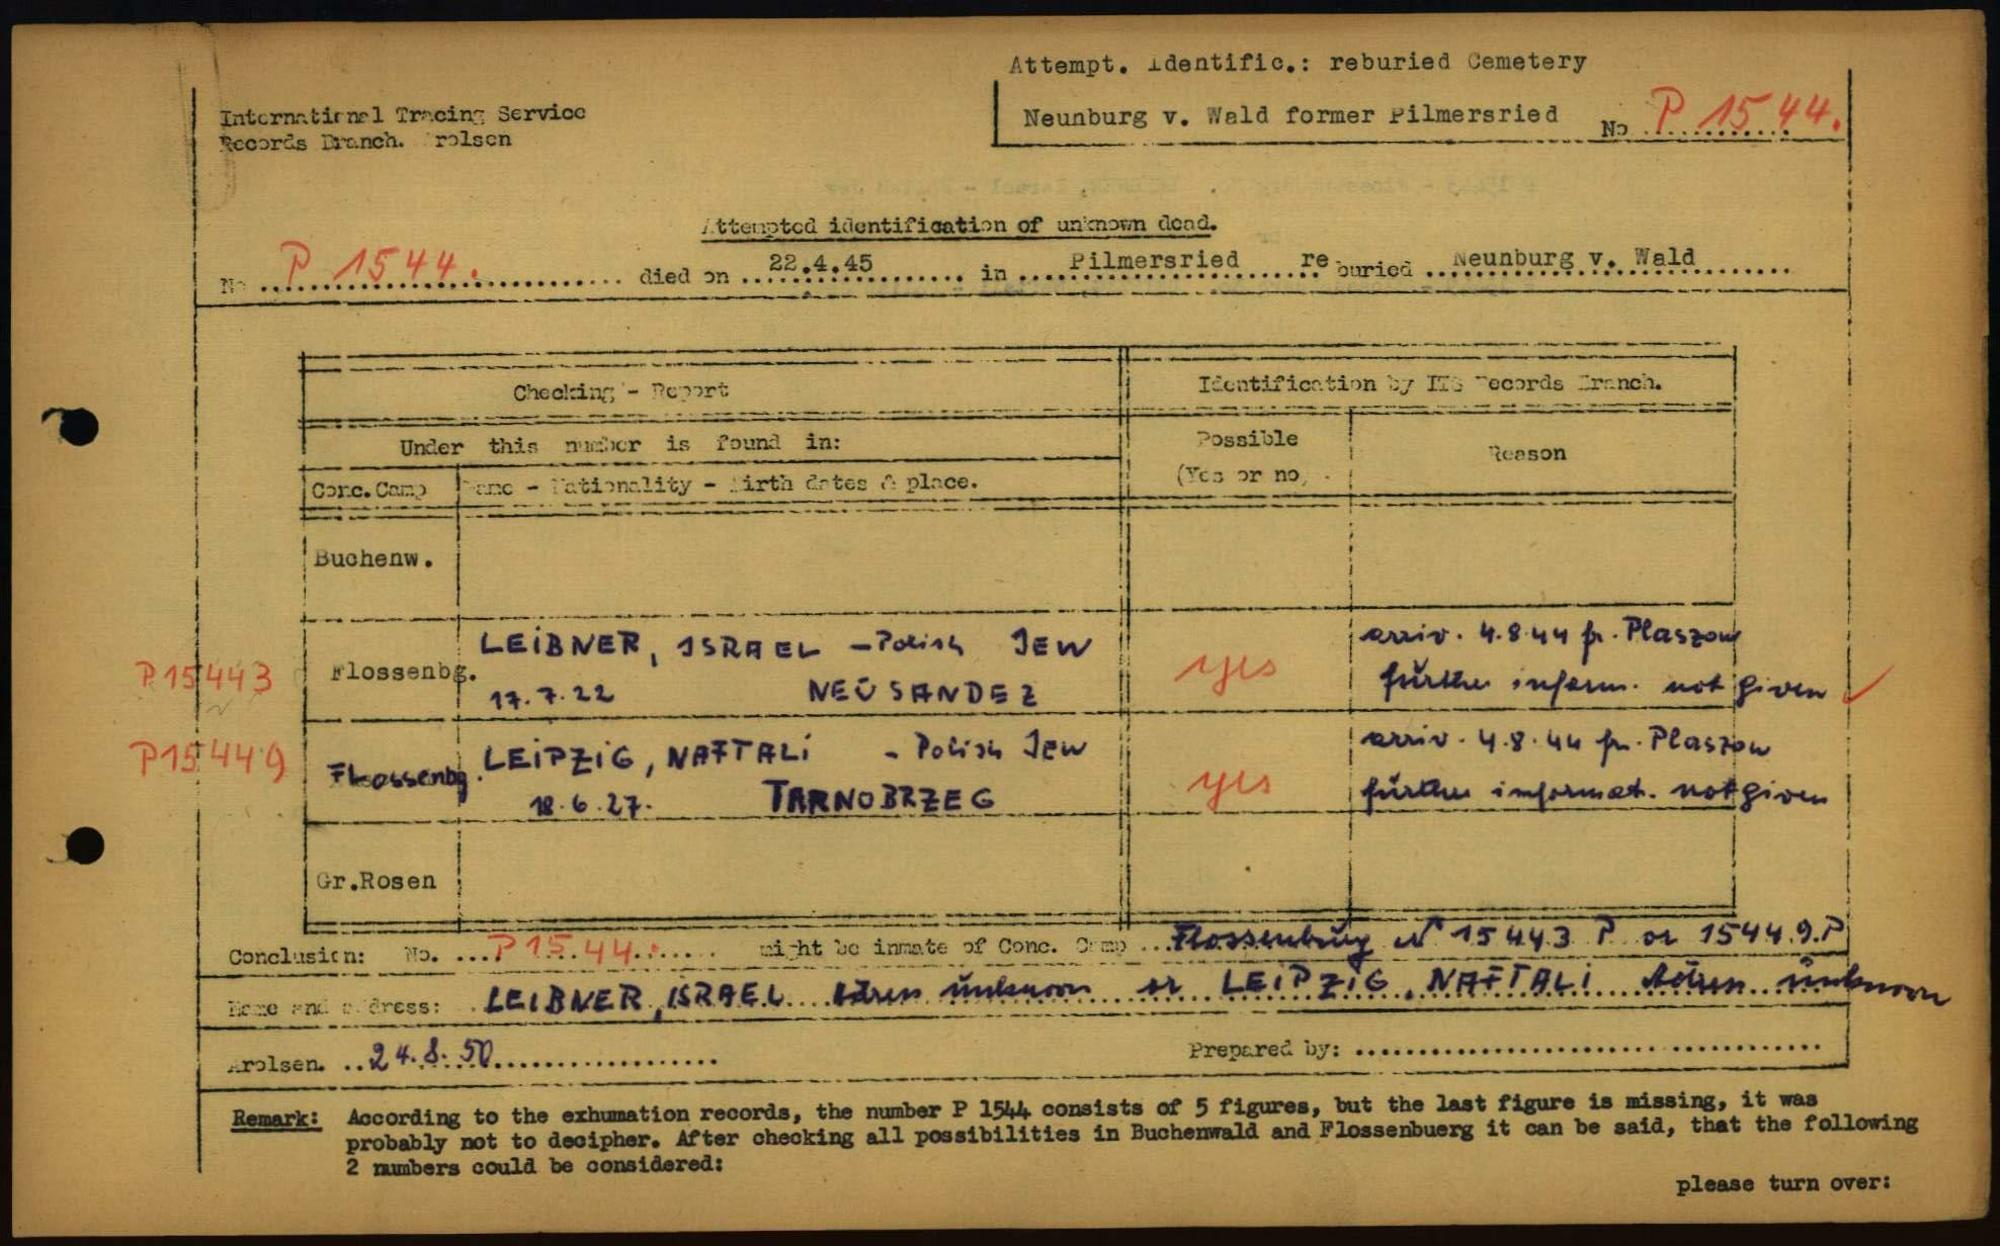 Attempt. Identific.: reburied Cemetery
Neunburg v. Wald former Pilmersried No P 1544.
International Tracing Service
Records Branch. Arolsen
Attempted identification of unknown dead.
No P 1544. died on 22.4.45 in Pilmersried re buried Neunburg v. Wald
Checking - Report
Identification by ITS Records Branch.
Under this number is found in:
Possible
(Yes or no)
Reason
Conc.Camp
Name - Nationality - Birth dates & place.
Buchenw.
P 15443
Flossenbg.
LEIBNER, ISRAEL - Polish JEW
17.7.22 NEUSANDEZ
yes
arriv. 4.8.44 fr. Plaszow
further inform. not given
P 15449
Flossenbg.
LEIPZIG, NAFTALI - Polish JEW
18.6.27. TARNOBRZEG
yes
arriv. 4.8.44 fr. Plaszow
further informat. not given
Gr.Rosen
Conclusion: No. P 1544. might be inmate of Conc. Camp Flossenburg N 15443 P or 15449.P
Name and address: LEIBNER, ISRAEL unknown or LEIPZIG, NAFTALI unknown
Arolsen. 24.8.50 Prepared by:
Remark: According to the exhumation records, the number P 1544 consists of 5 figures, but the last figure is missing, it was
probably not to decipher. After checking all possibilities in Buchenwald and Flossenbuerg it can be said, that the following
2 numbers could be considered:
please turn over: